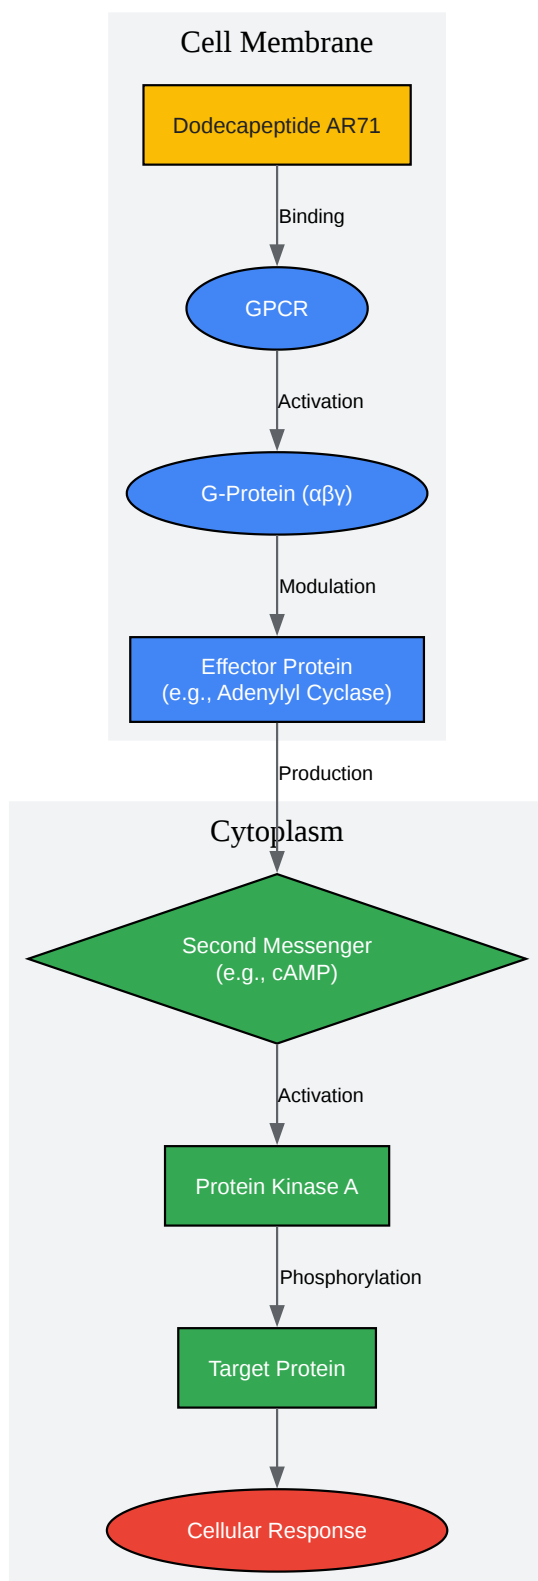 Cell Membrane
Dodecapeptide AR71
Binding
GPCR
Activation
G-Protein (αβγ)
Modulation
Effector Protein
(e.g., Adenylyl Cyclase)
Production
Cytoplasm
Second Messenger
(e.g., cAMP)
Activation
Protein Kinase A
Phosphorylation
Target Protein
Cellular Response